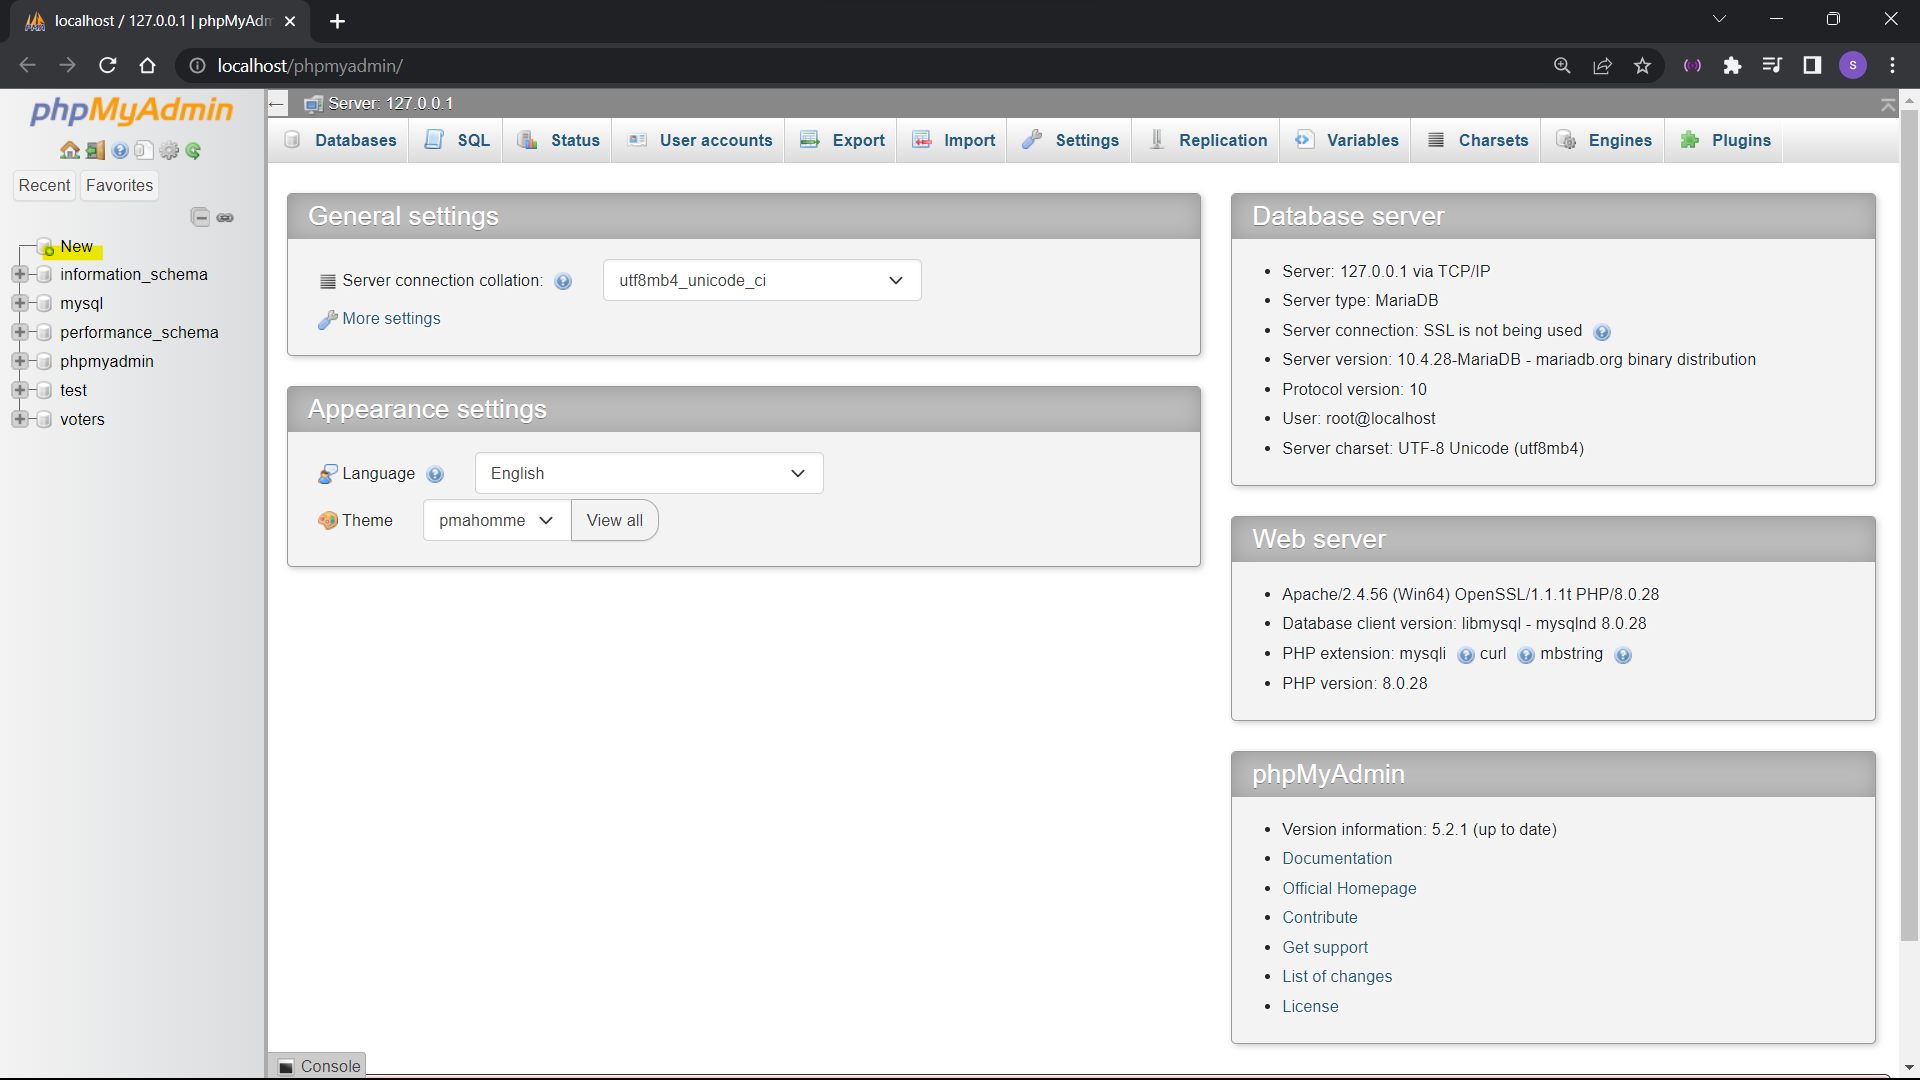 localhost / 127.0.0.1 | phpMyAdm
localhost/phpmyadmin/
S
phpMyAdmin
Recent
Favorites
New
information_schema
mysql
performance_schema
phpmyadmin
test
voters
Server: 127.0.0.1
Databases
SQL
Status
User accounts
Export
Import
Settings
Replication
Variables
Charsets
Engines
Plugins
General settings
Server connection collation:
utf8mb4_unicode_ci
More settings
Appearance settings
Language
English
Theme
pmahomme
View all
Database server
Server: 127.0.0.1 via TCP/IP
Server type: MariaDB
Server connection: SSL is not being used
Server version: 10.4.28-MariaDB - mariadb.org binary distribution
Protocol version: 10
User: root@localhost
Server charset: UTF-8 Unicode (utf8mb4)
Web server
Apache/2.4.56 (Win64) OpenSSL/1.1.1t PHP/8.0.28
Database client version: libmysql - mysqlnd 8.0.28
PHP extension: mysqli curl mbstring
PHP version: 8.0.28
phpMyAdmin
Version information: 5.2.1 (up to date)
Documentation
Official Homepage
Contribute
Get support
List of changes
License
Console